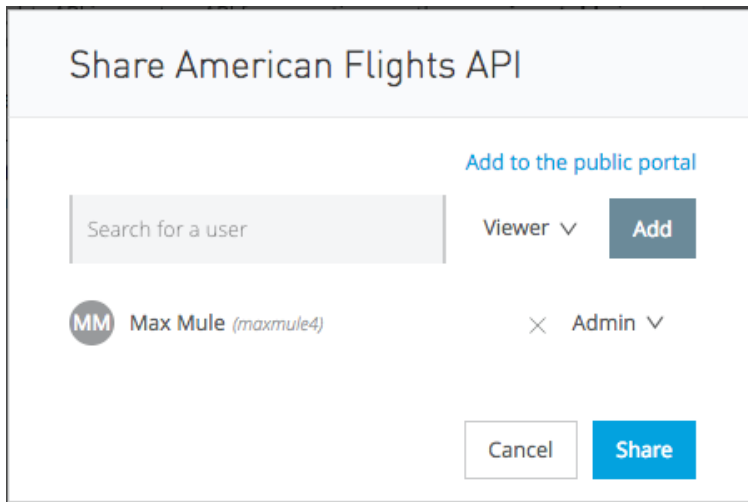 Share American Flights API
Add to the public portal
Search for a user
Viewer
Add
MM
Max Mule (maxmule4)
Admin
Cancel
Share